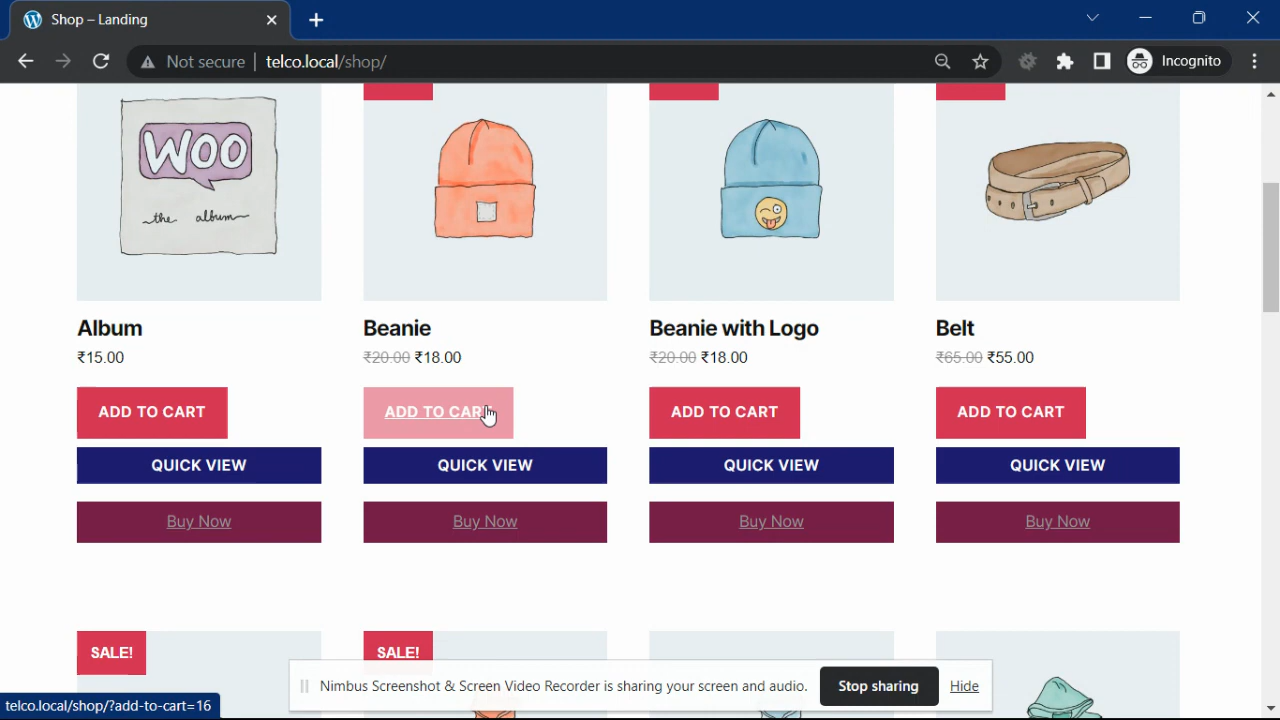 Shop – Landing
Not secure telco.local/shop/ Incognito
WOO
the album
Album Beanie Beanie with Logo Belt
₹15.00 ₹20.00 ₹18.00 ₹20.00 ₹18.00 ₹65.00 ₹55.00
ADD TO CART ADD TO CART ADD TO CART ADD TO CART
QUICK VIEW QUICK VIEW QUICK VIEW QUICK VIEW
Buy Now Buy Now Buy Now Buy Now
SALE! SALE!
Nimbus Screenshot & Screen Video Recorder is sharing your screen and audio. Stop sharing Hide
telco.local/shop/?add-to-cart=16